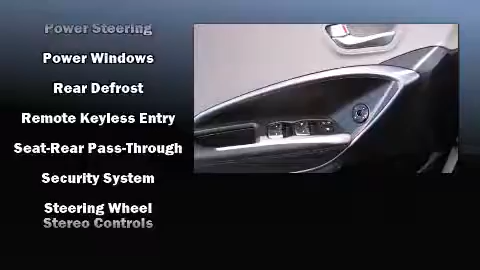 Power Steering
Power Windows
Rear Defrost
Remote Keyless Entry
Seat-Rear Pass-Through
Security System
Steering Wheel
Stereo Controls